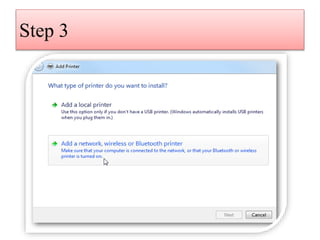 Step 3
Add Printer
What type of printer do you want to install?
Add a local printer
Use this option only if you don't have a USB printer. (Windows automatically installs USB printers
when you plug them in.)
Add a network, wireless or Bluetooth printer
Make sure that your computer is connected to the network, or that your Bluetooth or wireless
printer is turned on.
Next Cancel